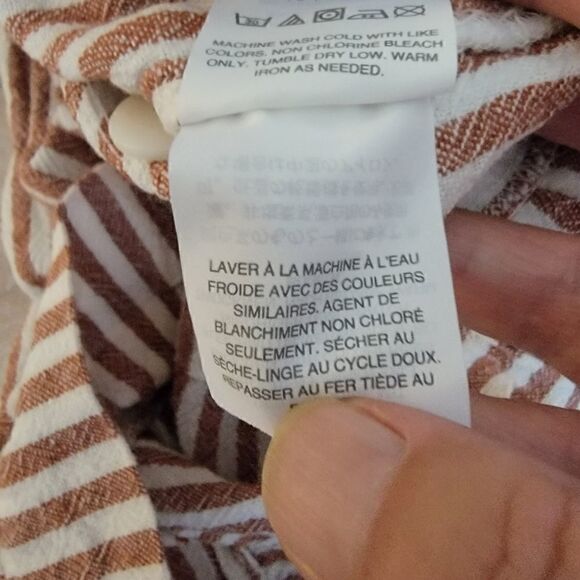 MACHINE WASH COLD WITH LIKE
COLORS. NON CHLORINE BLEACH
ONLY. TUMBLE DRY LOW. WARM
IRON AS NEEDED.
LAVER À LA MACHINE À L'EAU
FROIDE AVEC DES COULEURS
SIMILAIRES. AGENT DE
BLANCHIMENT NON CHLORÉ
SEULEMENT. SÉCHER AU
SÈCHE-LINGE AU CYCLE DOUX.
REPASSER AU FER TIÈDE AU